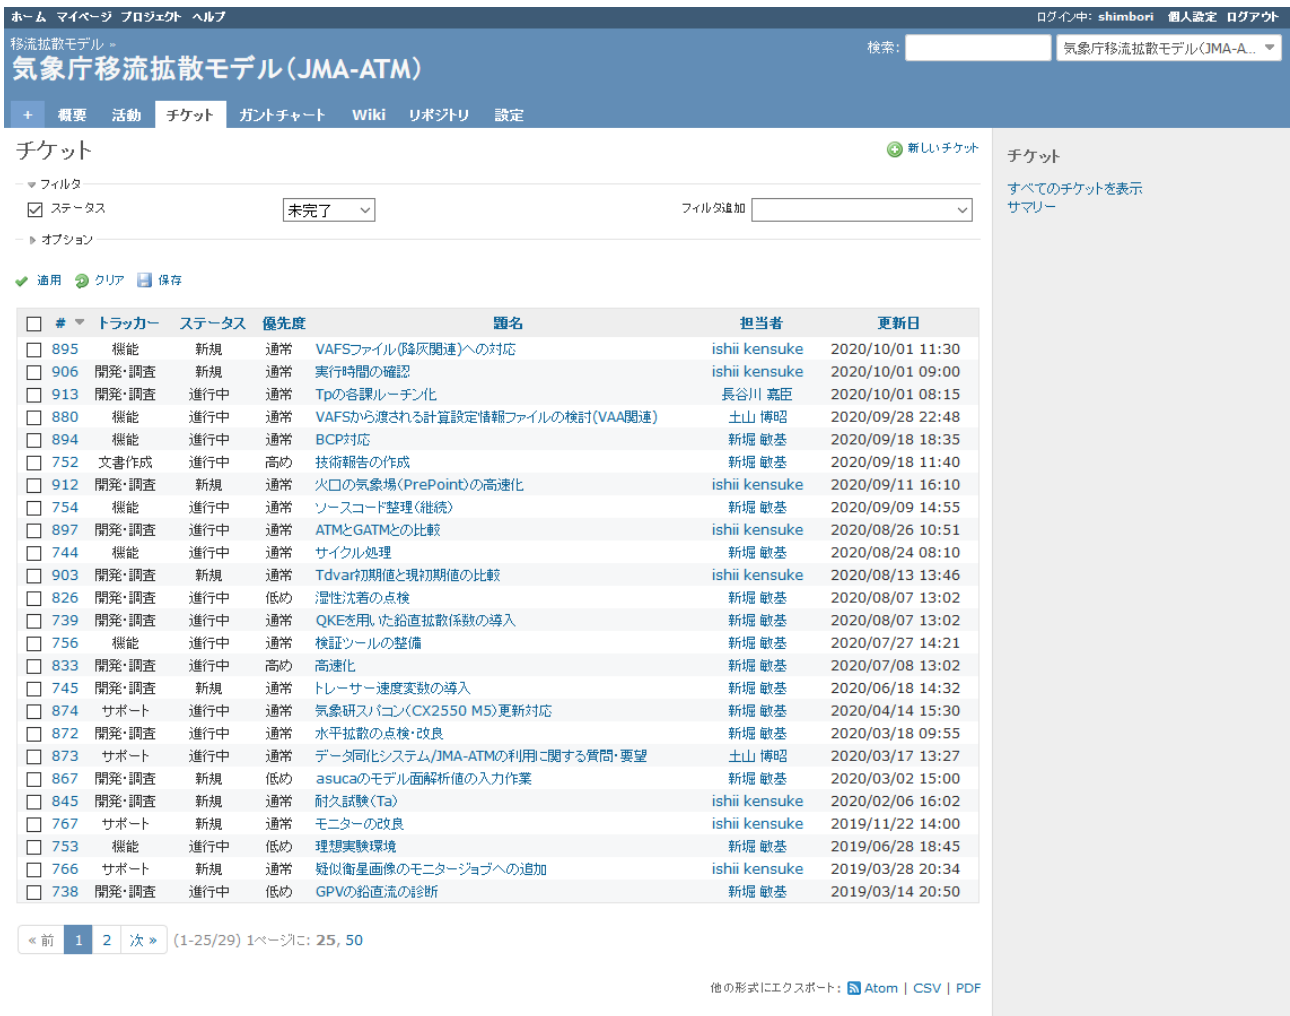 ホーム マイページ プロジェクト ヘルプ ログイン中: shimbori 個人設定 ログアウト
移流拡散モデル »
検索: 気象庁移流拡散モデル(JMA-A...
気象庁移流拡散モデル(JMA-ATM)
+ 概要 活動 チケット ガントチャート Wiki リポジトリ 設定
チケット 新しいチケット
チケット
フィルタ
すべてのチケットを表示
ステータス 未完了 フィルタ追加
サマリー
オプション
適用 クリア 保存
# トラッカー ステータス 優先度 題名 担当者 更新日
895 機能 新規 通常 VAFSファイル(降灰関連)への対応 ishii kensuke 2020/10/01 11:30
906 開発・調査 新規 通常 実行時間の確認 ishii kensuke 2020/10/01 09:00
913 開発・調査 進行中 通常 Tpの各課ルーチン化 長谷川 嘉臣 2020/10/01 08:15
880 機能 進行中 通常 VAFSから渡される計算設定情報ファイルの検討(VAA関連) 土山 博昭 2020/09/28 22:48
894 機能 進行中 通常 BCP対応 新堀 敏基 2020/09/18 18:35
752 文書作成 進行中 高め 技術報告の作成 新堀 敏基 2020/09/18 11:40
912 開発・調査 新規 通常 火口の気象場(PrePoint)の高速化 ishii kensuke 2020/09/11 16:10
754 機能 進行中 通常 ソースコード整理(継続) 新堀 敏基 2020/09/09 14:55
897 開発・調査 進行中 通常 ATMとGATMとの比較 ishii kensuke 2020/08/26 10:51
744 機能 進行中 通常 サイクル処理 新堀 敏基 2020/08/24 08:10
903 開発・調査 新規 通常 Tdvar初期値と現初期値の比較 ishii kensuke 2020/08/13 13:46
826 開発・調査 進行中 低め 湿性沈着の点検 新堀 敏基 2020/08/07 13:02
739 開発・調査 進行中 通常 QKEを用いた鉛直拡散係数の導入 新堀 敏基 2020/08/07 13:02
756 機能 進行中 通常 検証ツールの整備 新堀 敏基 2020/07/27 14:21
833 開発・調査 進行中 高め 高速化 新堀 敏基 2020/07/08 13:02
745 開発・調査 新規 通常 トレーサー速度変数の導入 新堀 敏基 2020/06/18 14:32
874 サポート 進行中 通常 気象研スパコン(CX2550 M5)更新対応 新堀 敏基 2020/04/14 15:30
872 開発・調査 進行中 通常 水平拡散の点検・改良 新堀 敏基 2020/03/18 09:55
873 サポート 進行中 通常 データ同化システム/JMA-ATMの利用に関する質問・要望 土山 博昭 2020/03/17 13:27
867 開発・調査 新規 低め asucaのモデル面解析値の入力作業 新堀 敏基 2020/03/02 15:00
845 開発・調査 新規 通常 耐久試験(Ta) ishii kensuke 2020/02/06 16:02
767 サポート 新規 通常 モニターの改良 ishii kensuke 2019/11/22 14:00
753 機能 進行中 低め 理想実験環境 新堀 敏基 2019/06/28 18:45
766 サポート 新規 通常 疑似衛星画像のモニタージョブへの追加 ishii kensuke 2019/03/28 20:34
738 開発・調査 進行中 低め GPVの鉛直流の診断 新堀 敏基 2019/03/14 20:50
« 前 1 2 次 » (1-25/29) 1ページに: 25, 50
他の形式にエクスポート: Atom | CSV | PDF